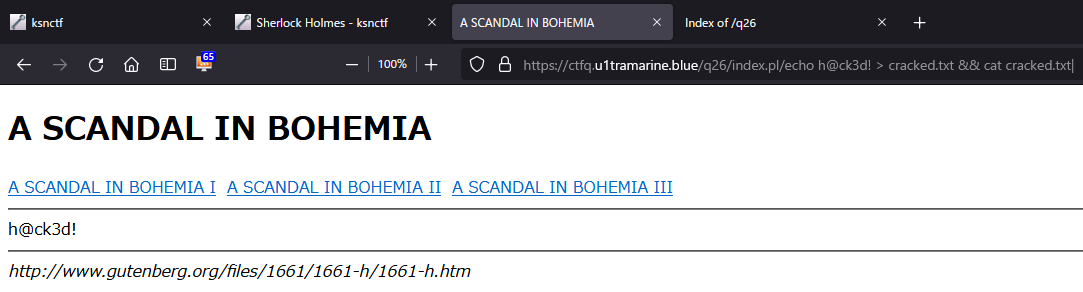 ksnctf
Sherlock Holmes - ksnctf
A SCANDAL IN BOHEMIA
Index of /q26
65
100%
https://ctfq.u1tramarine.blue/q26/index.pl/echo h@ck3d! > cracked.txt && cat cracked.txt|
A SCANDAL IN BOHEMIA
A SCANDAL IN BOHEMIA I A SCANDAL IN BOHEMIA II A SCANDAL IN BOHEMIA III
h@ck3d!
http://www.gutenberg.org/files/1661/1661-h/1661-h.htm